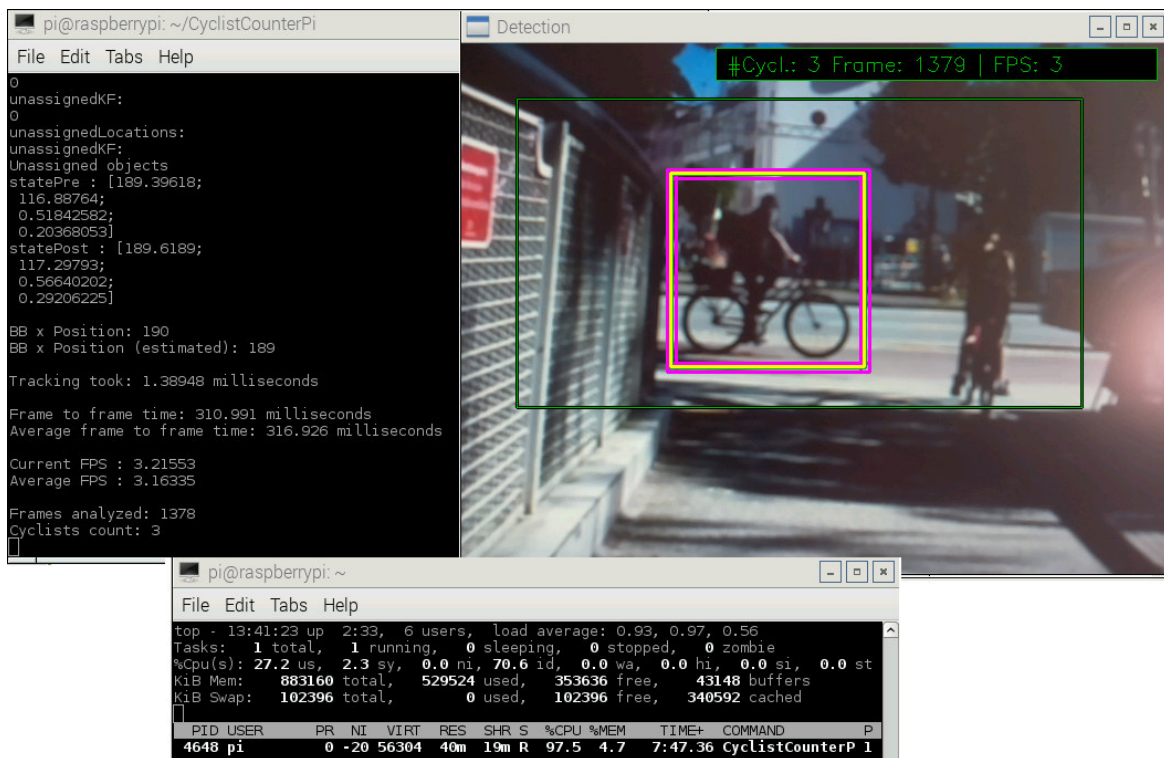 pi@raspberrypi: ~/CyclistCounterPi
File Edit Tabs Help
0
unassignedKF:
0
unassignedLocations:
unassignedKF:
Unassigned objects
statePre : [189.39618;
116.88764;
0.51842582;
0.20368053]
statePost : [189.6189;
117.29793;
0.56640202;
0.29206225]
BB x Position: 190
BB x Position (estimated): 189
Tracking took: 1.38948 milliseconds
Frame to frame time: 310.991 milliseconds
Average frame to frame time: 316.926 milliseconds
Current FPS : 3.21553
Average FPS : 3.16335
Frames analyzed: 1378
Cyclists count: 3
Detection
#Cycl.: 3 Frame: 1379 | FPS: 3
pi@raspberrypi: ~
File Edit Tabs Help
top - 13:41:23 up 2:33, 6 users, load average: 0.93, 0.97, 0.56
Tasks: 1 total, 1 running, 0 sleeping, 0 stopped, 0 zombie
%Cpu(s): 27.2 us, 2.3 sy, 0.0 ni, 70.6 id, 0.0 wa, 0.0 hi, 0.0 si, 0.0 st
KiB Mem: 883160 total, 529524 used, 353636 free, 43148 buffers
KiB Swap: 102396 total, 0 used, 102396 free, 340592 cached
PID USER PR NI VIRT RES SHR S %CPU %MEM TIME+ COMMAND P
4648 pi 0 -20 56304 40m 19m R 97.5 4.7 7:47.36 CyclistCounterP 1